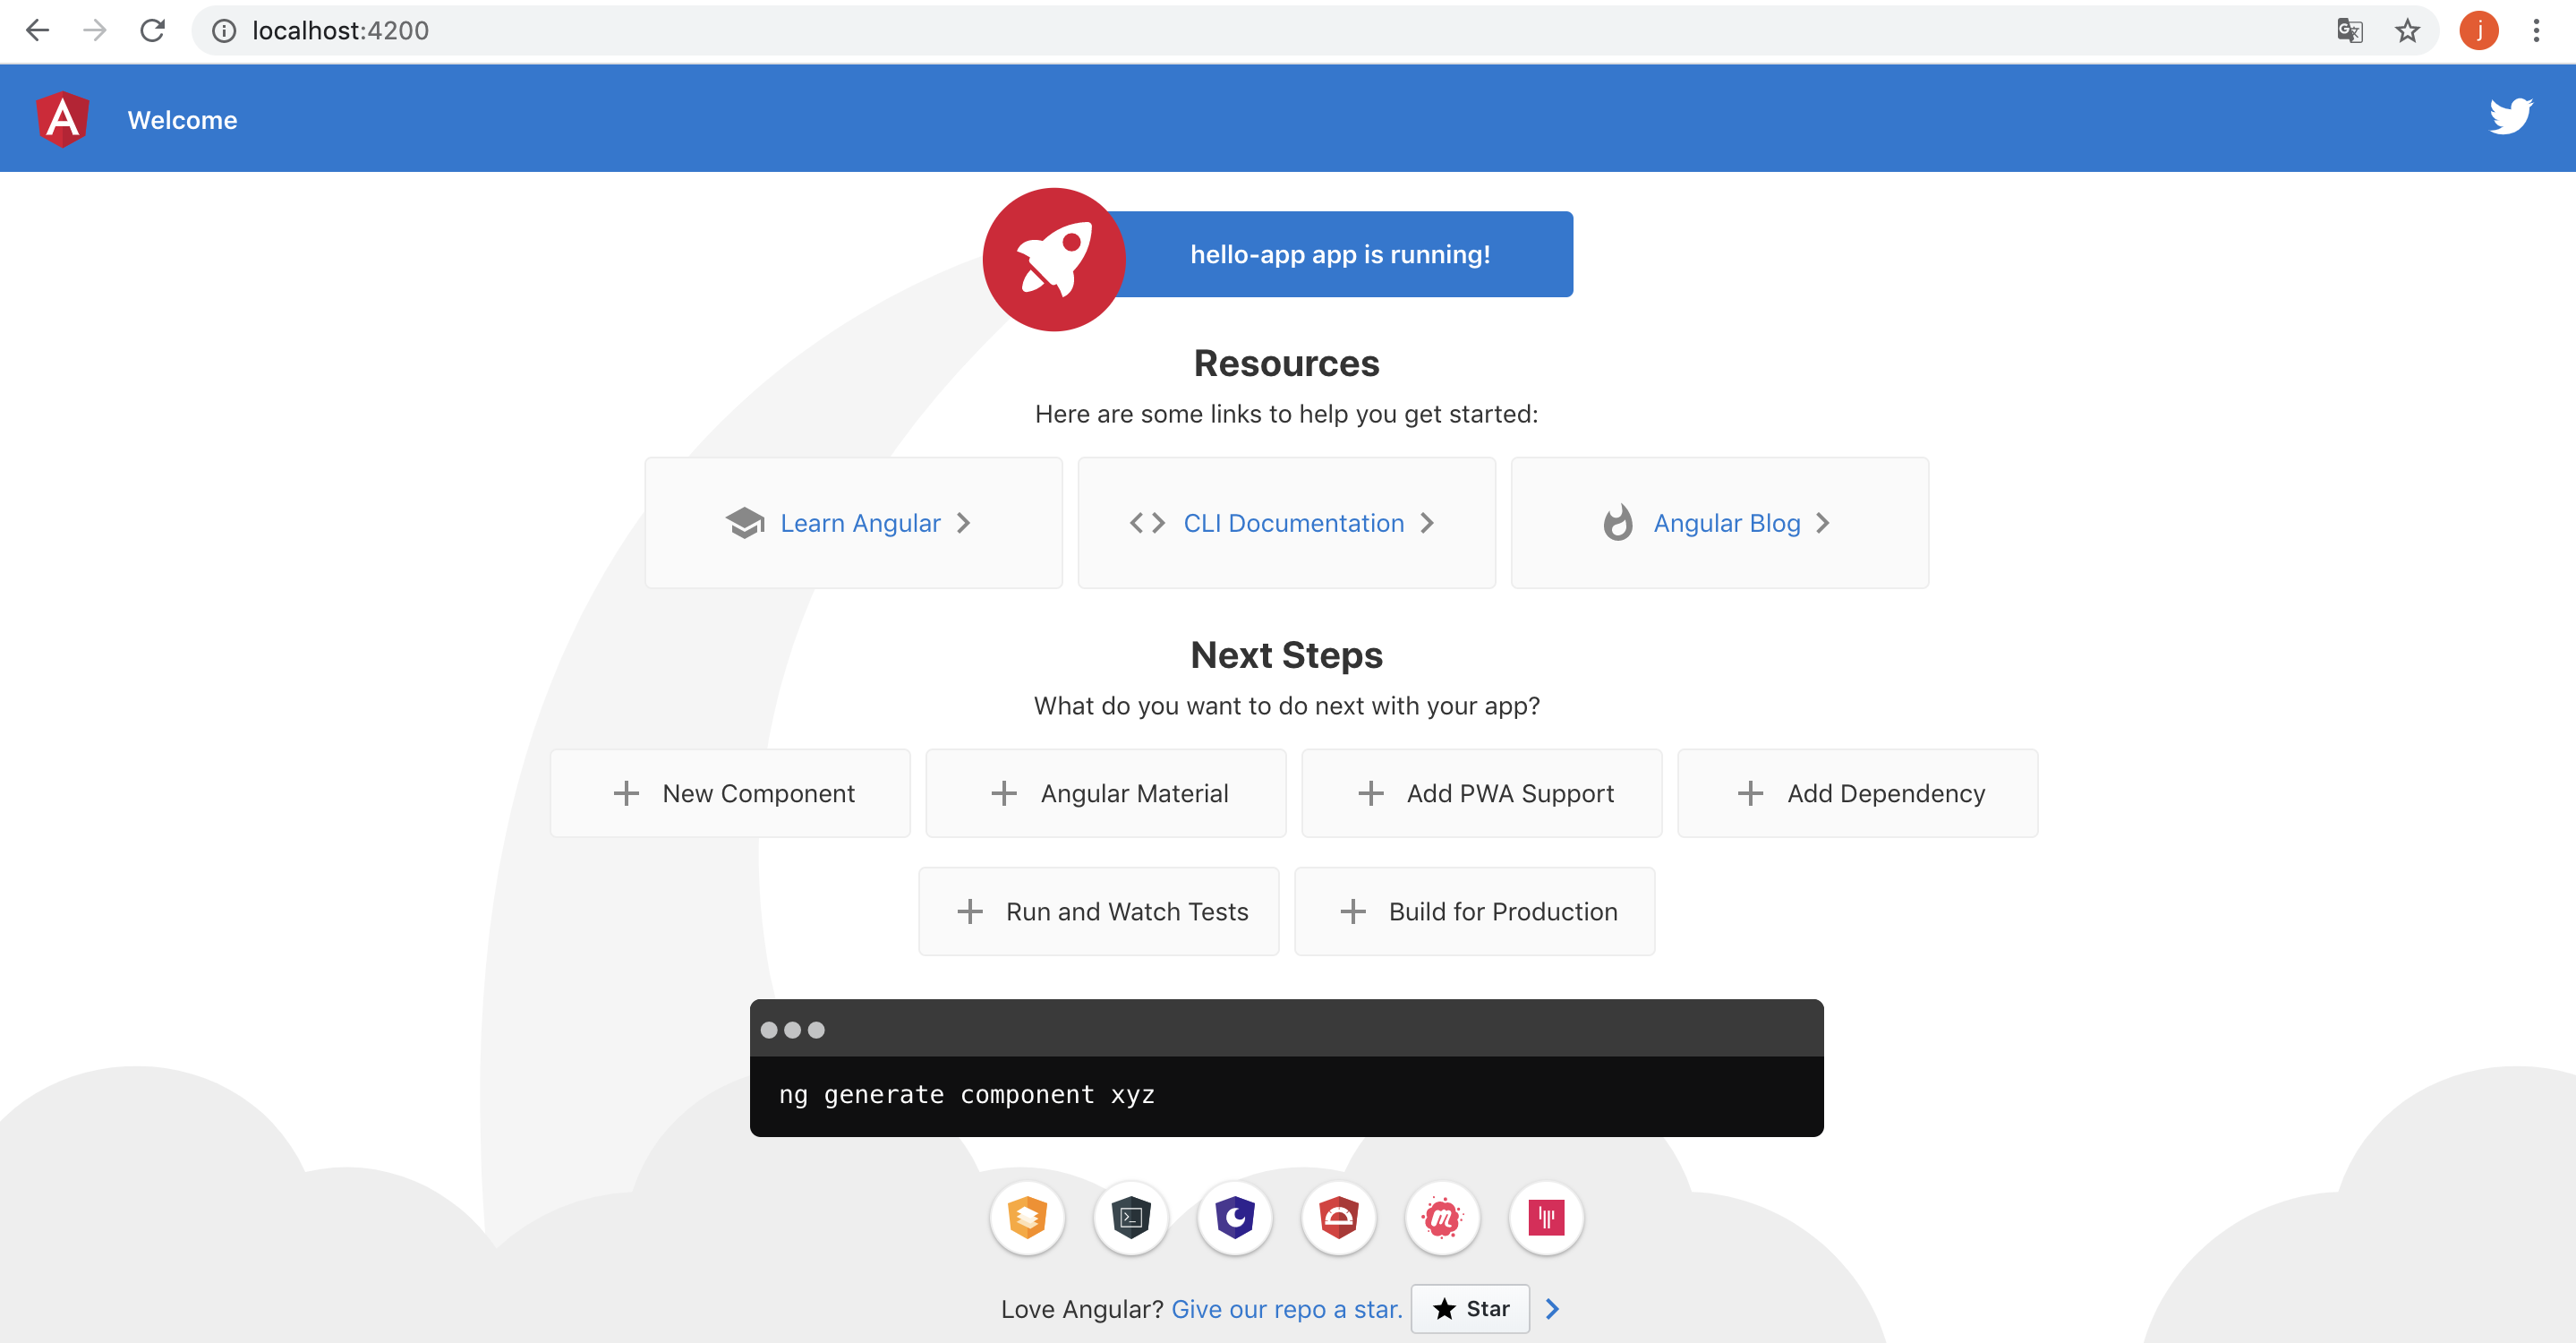 localhost:4200
j
Welcome
hello-app app is running!
Resources
Here are some links to help you get started:
Learn Angular
CLI Documentation
Angular Blog
Next Steps
What do you want to do next with your app?
New Component
Angular Material
Add PWA Support
Add Dependency
Run and Watch Tests
Build for Production
ng generate component xyz
Love Angular? Give our repo a star. Star